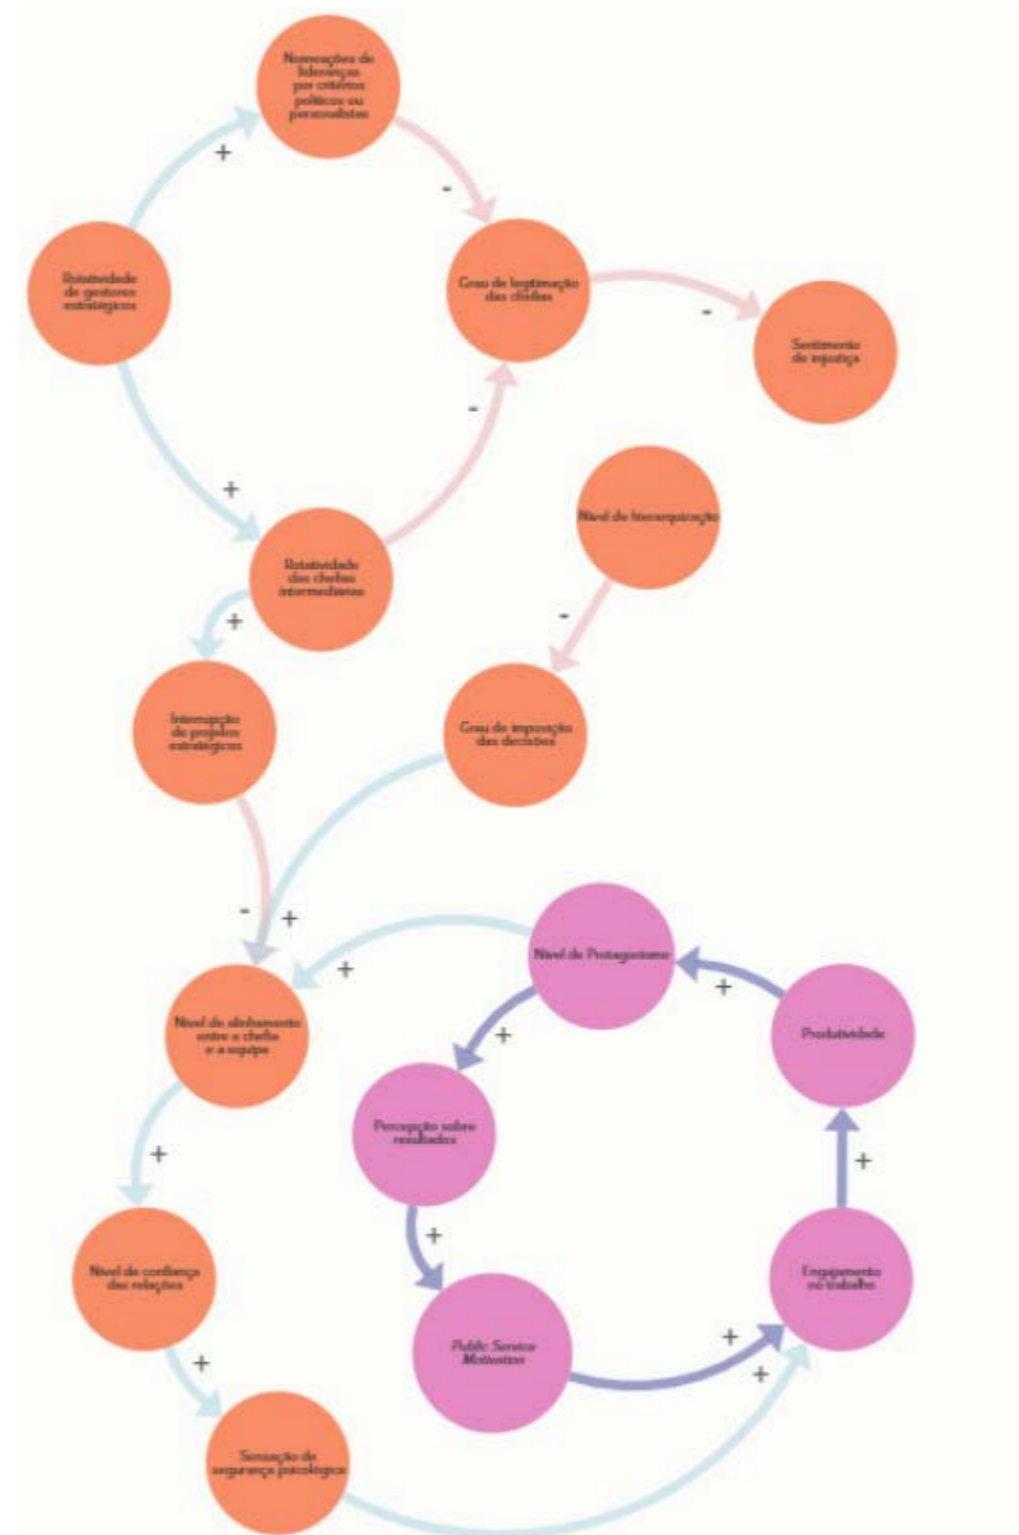 Nomeações de
lideranças
por critérios
políticos ou
personalistas
+
-
Rotatividade
de gestores
estratégicos
Grau de legitimação
das chefias
-
Sentimento
de injustiça
-
+
Nível de hierarquização
Rotatividade
das chefias
intermediárias
-
+
Interrupção
de projetos
estratégicos
Grau de imposição
das decisões
-
+
+
Nível de Protagonismo
+
+
Nível de alinhamento
entre a chefia
e a equipe
Produtividade
Percepção sobre
resultados
+
+
+
Nível de confiança
das relações
Engajamento
no trabalho
Public Service
Motivation
+
+
+
Sensação de
segurança psicológica